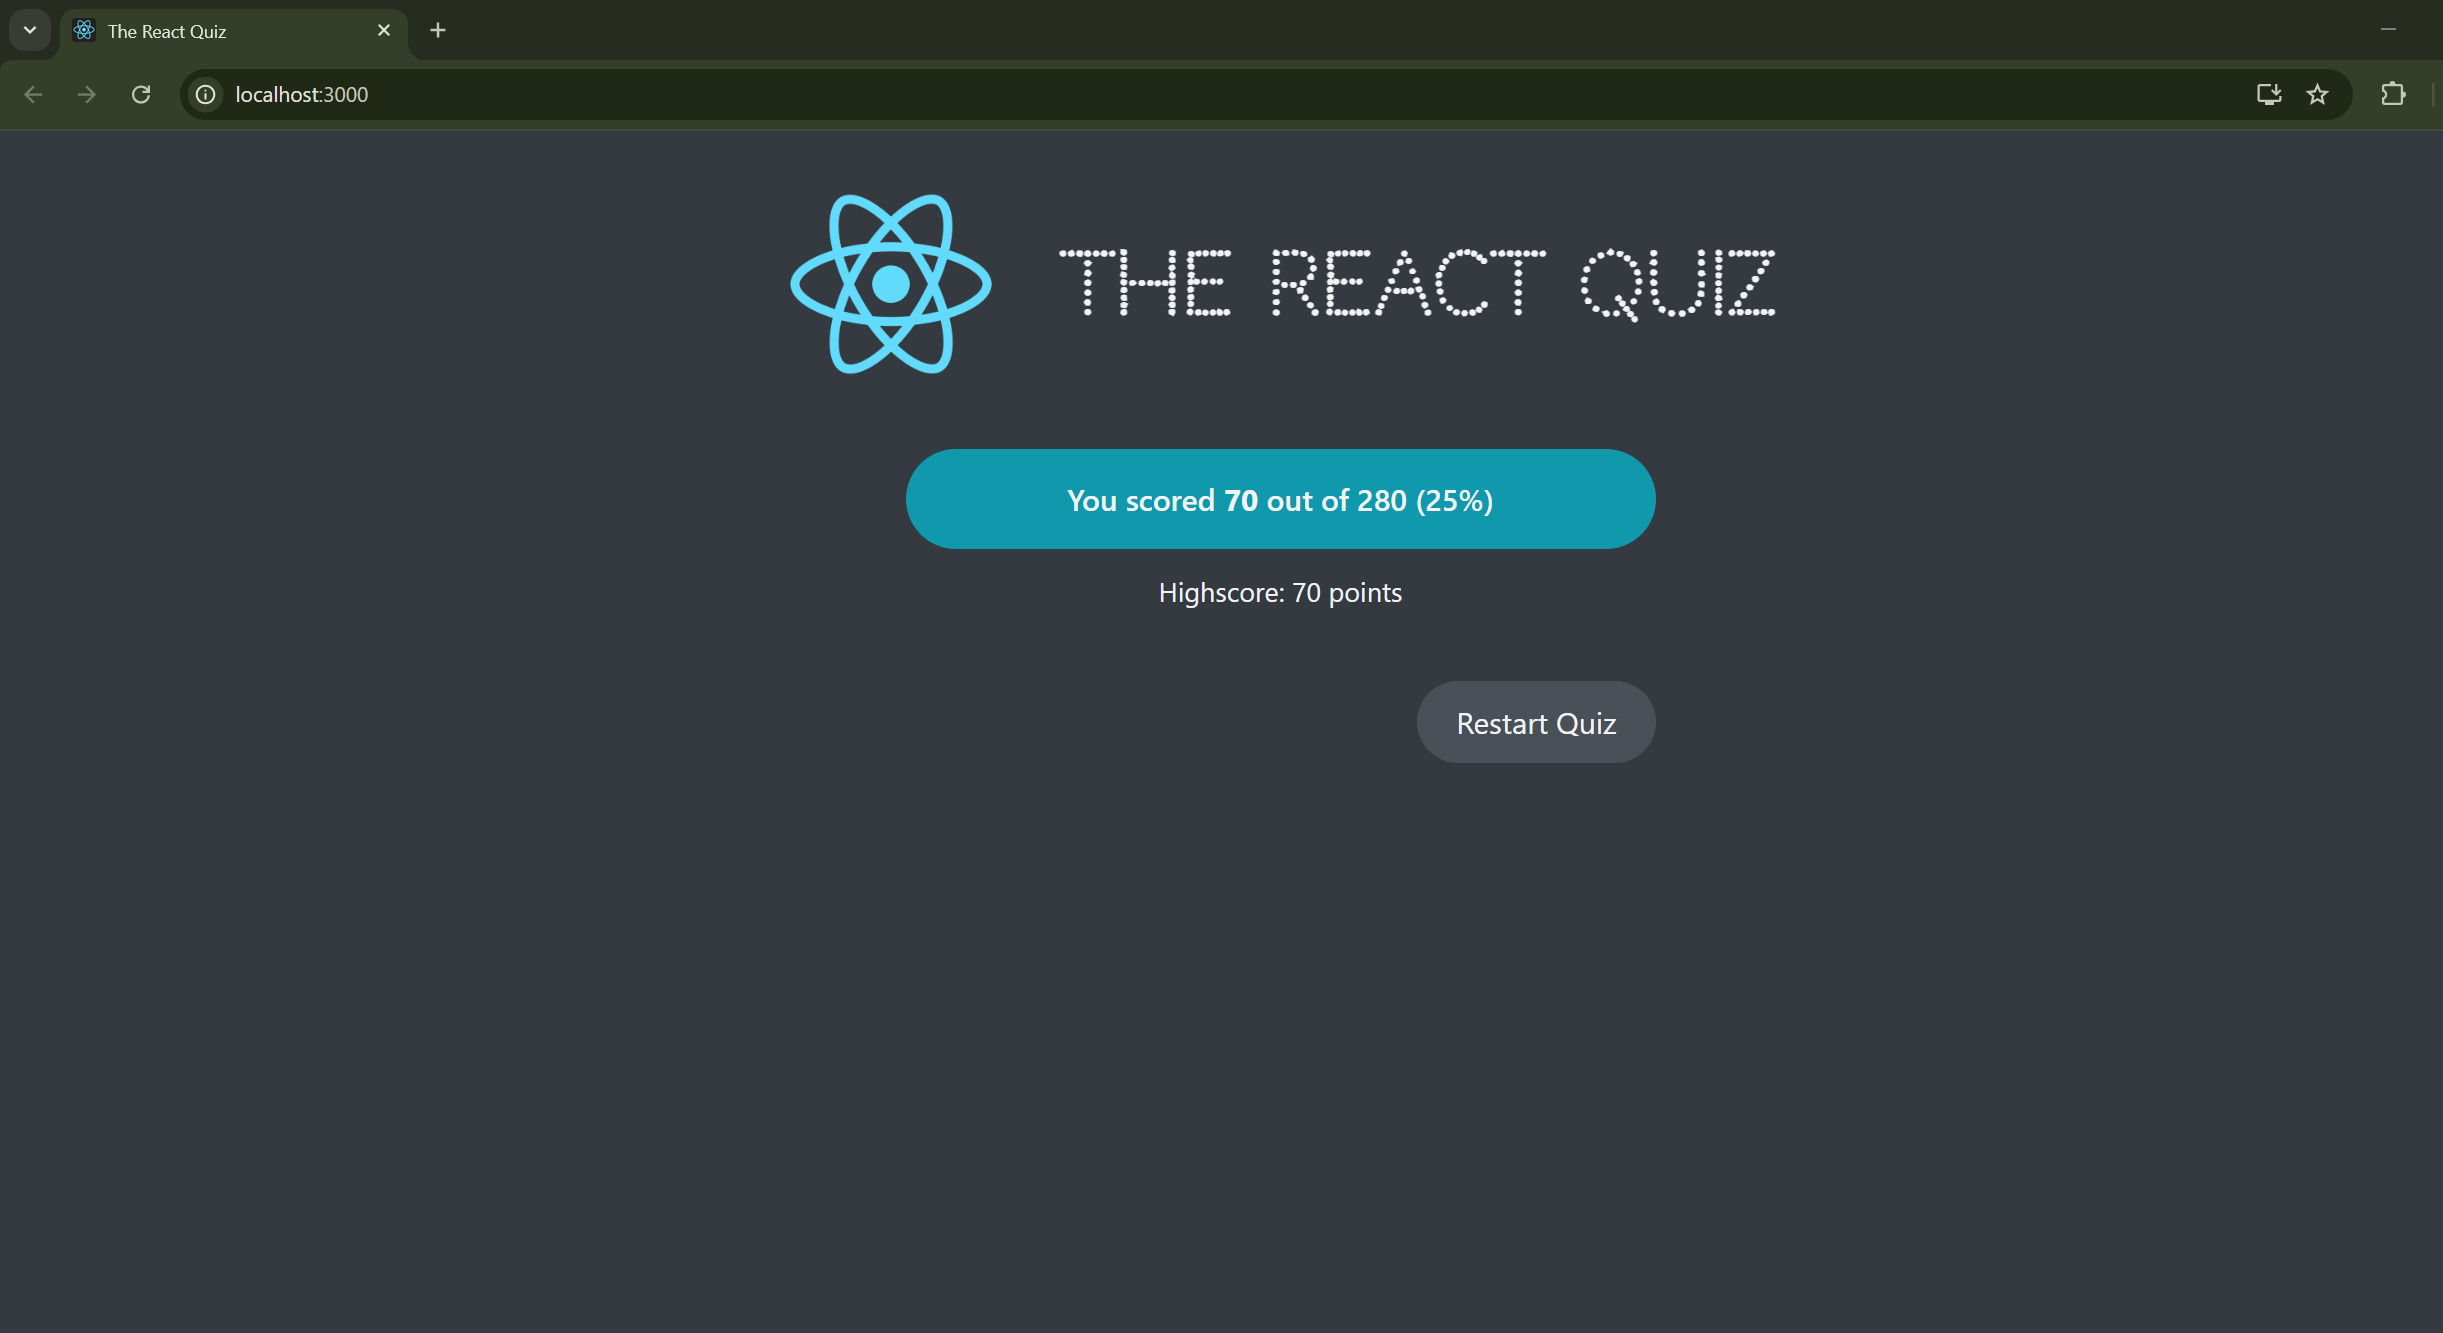 The React Quiz
localhost:3000
THE REACT QUIZ
You scored 70 out of 280 (25%)
Highscore: 70 points
Restart Quiz